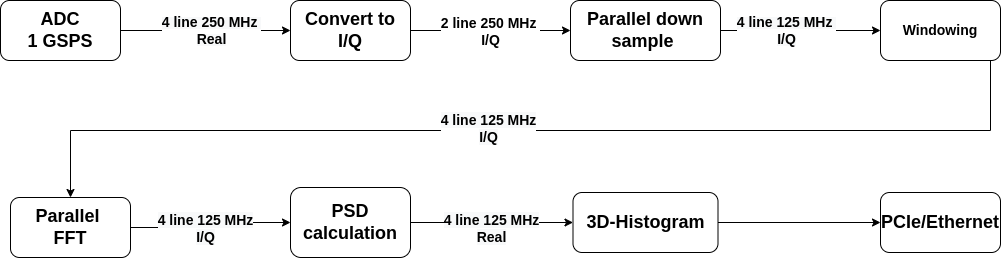 ADC
1 GSPS
4 line 250 MHz
Real
Convert to
I/Q
2 line 250 MHz
I/Q
Parallel down
sample
4 line 125 MHz
I/Q
Windowing
4 line 125 MHz
I/Q
Parallel
FFT
4 line 125 MHz
I/Q
PSD
calculation
4 line 125 MHz
Real
3D-Histogram
PCIe/Ethernet